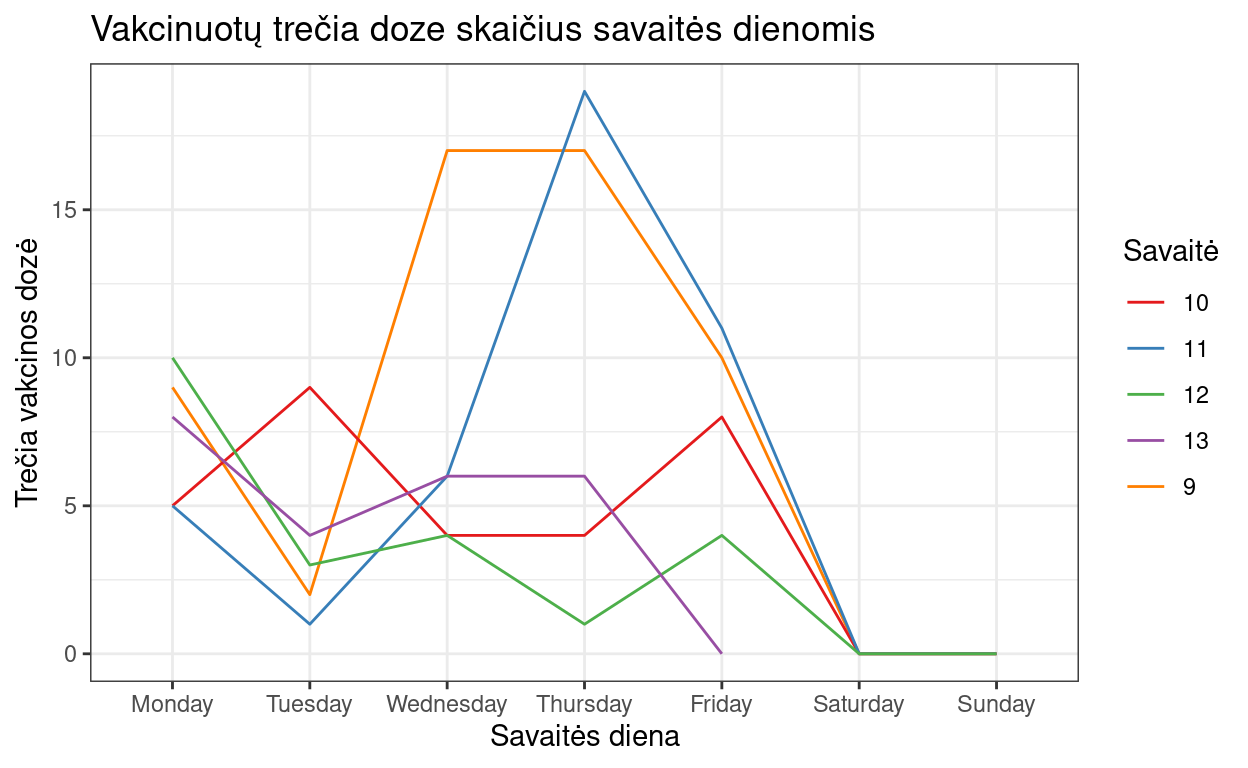 Vakcinuotų trečia doze skaičius savaitės dienomis
Trečia vakcinos dozė
15
10
5
0
Monday Tuesday Wednesday Thursday Friday Saturday Sunday
Savaitės diena
Savaitė
10
11
12
13
9